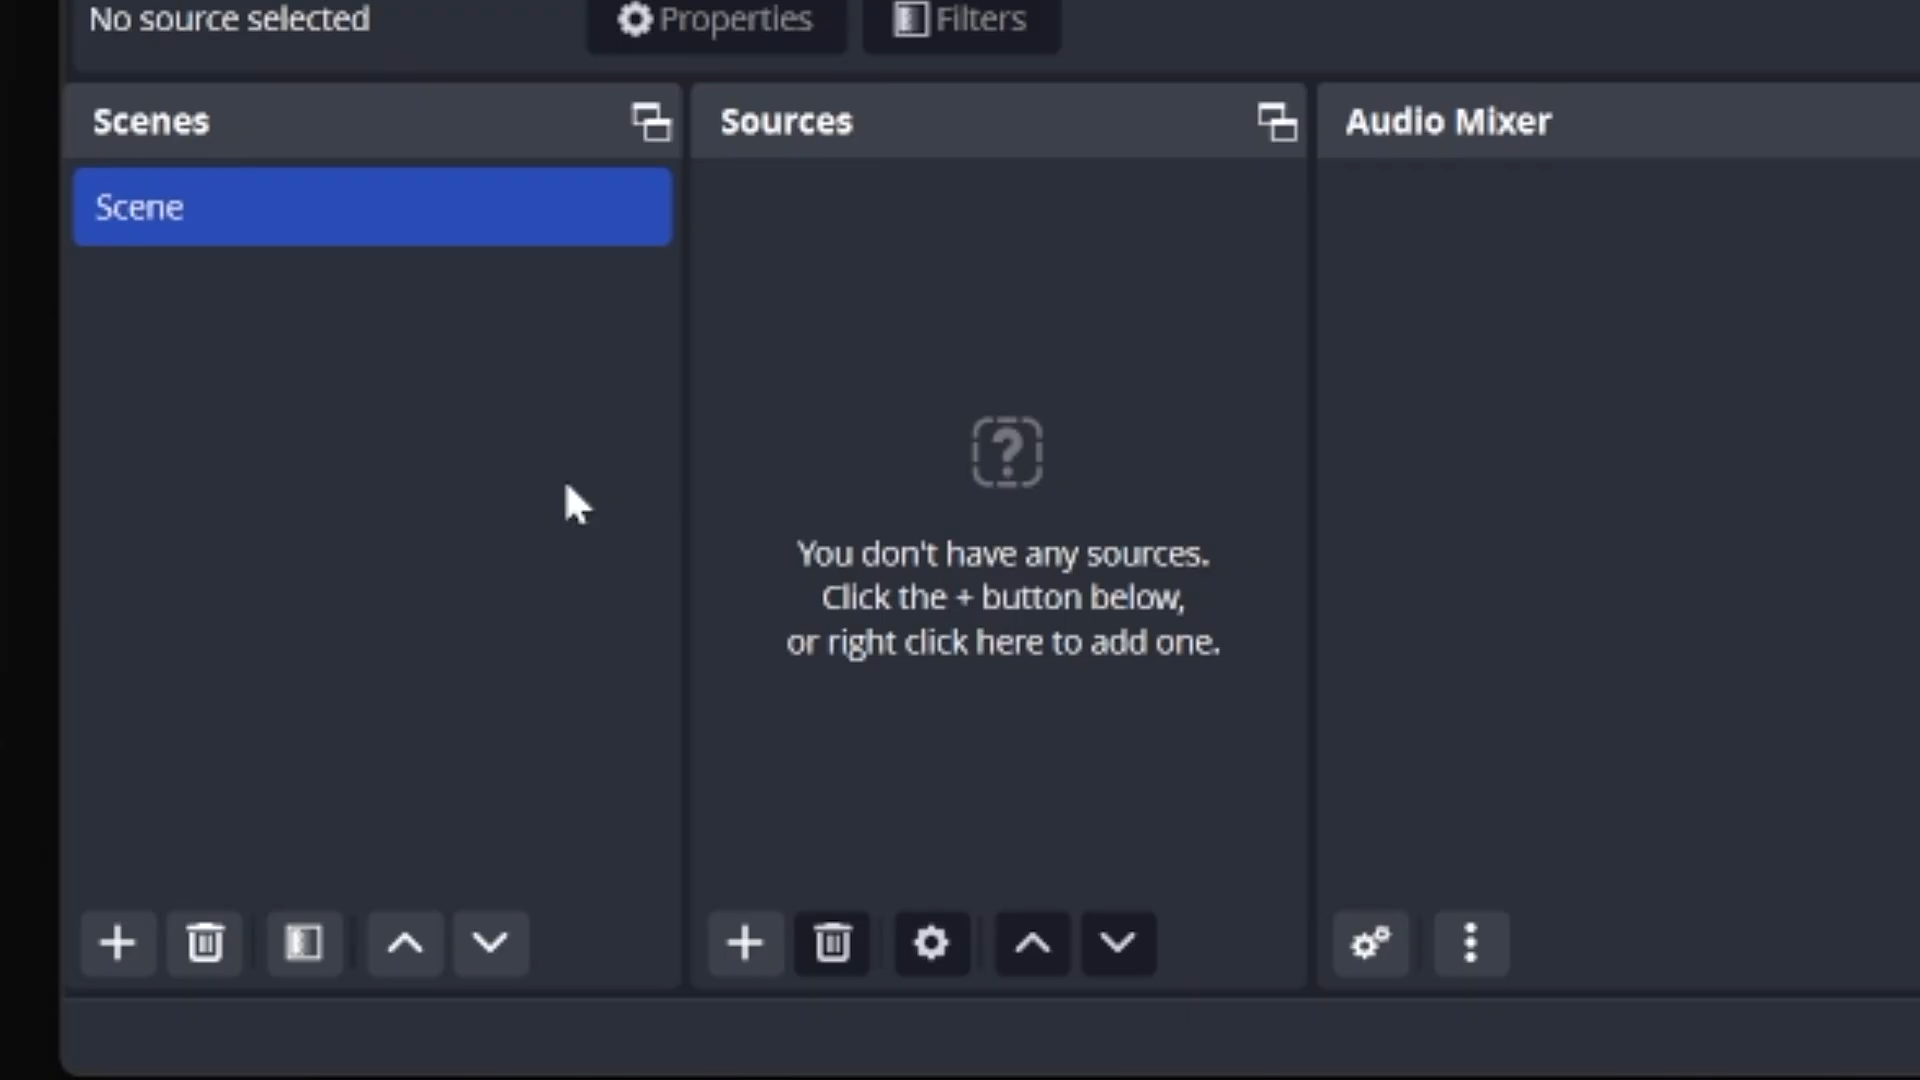 No source selected
Properties
Filters
Scenes
Sources
Audio Mixer
Scene
You don't have any sources.
Click the + button below,
or right click here to add one.